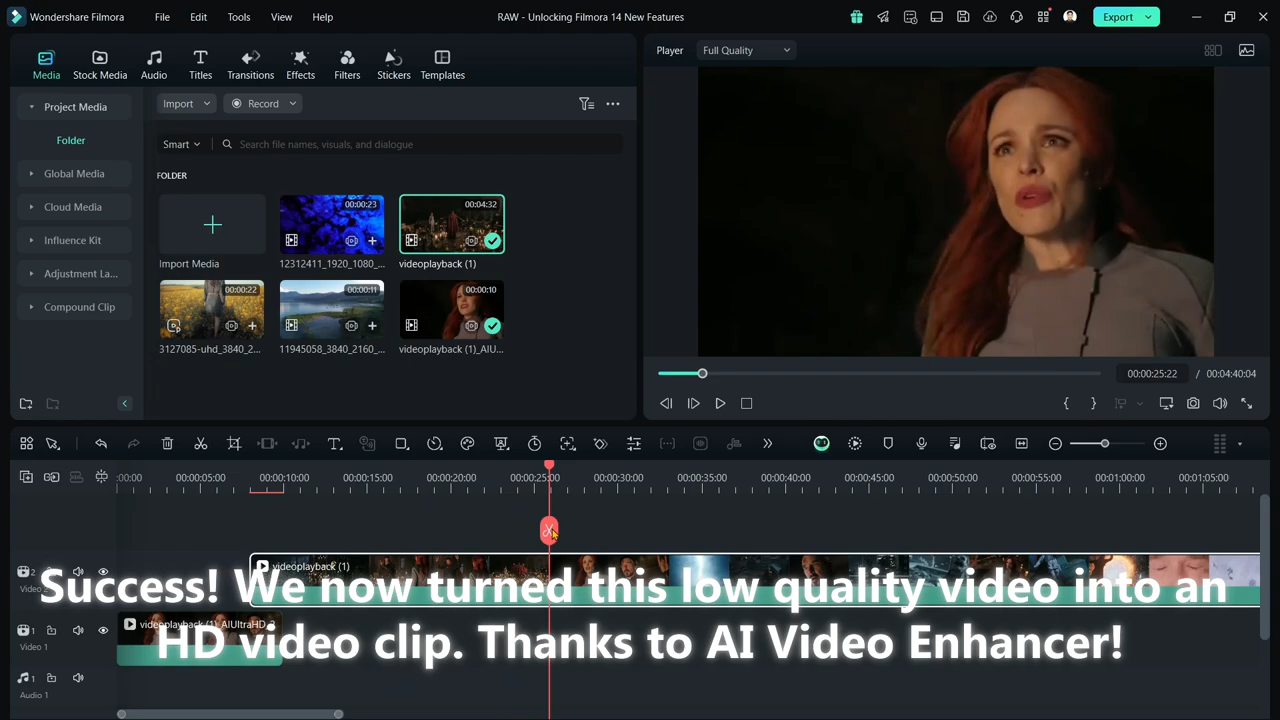 Wondershare Filmora File Edit Tools View Help RAW - Unlocking Filmora 14 New Features Export
Media Stock Media Audio Titles Transitions Effects Filters Stickers Templates
Player Full Quality
Project Media
Folder
Global Media
Cloud Media
Influence Kit
Adjustment La...
Compound Clip
Import Record
Smart Search file names, visuals, and dialogue
FOLDER
00:00:23 00:04:32
Import Media 12312411_1920_1080_... videoplayback (1)
00:00:22 00:00:11 00:00:10
3127085-uhd_3840_2... 11945058_3840_2160_... videoplayback (1)_AIU...
00:00:25:22 / 00:04:40:04
:00:00 00:00:05:00 00:00:10:00 00:00:15:00 00:00:20:00 00:00:25:00 00:00:30:00 00:00:35:00 00:00:40:00 00:00:45:00 00:00:50:00 00:00:55:00 00:01:00:00 00:01:05:00
videoplayback (1)
2
Success! We now turned this low quality video into an
HD video clip. Thanks to AI Video Enhancer!
1
Video 1
1
Audio 1